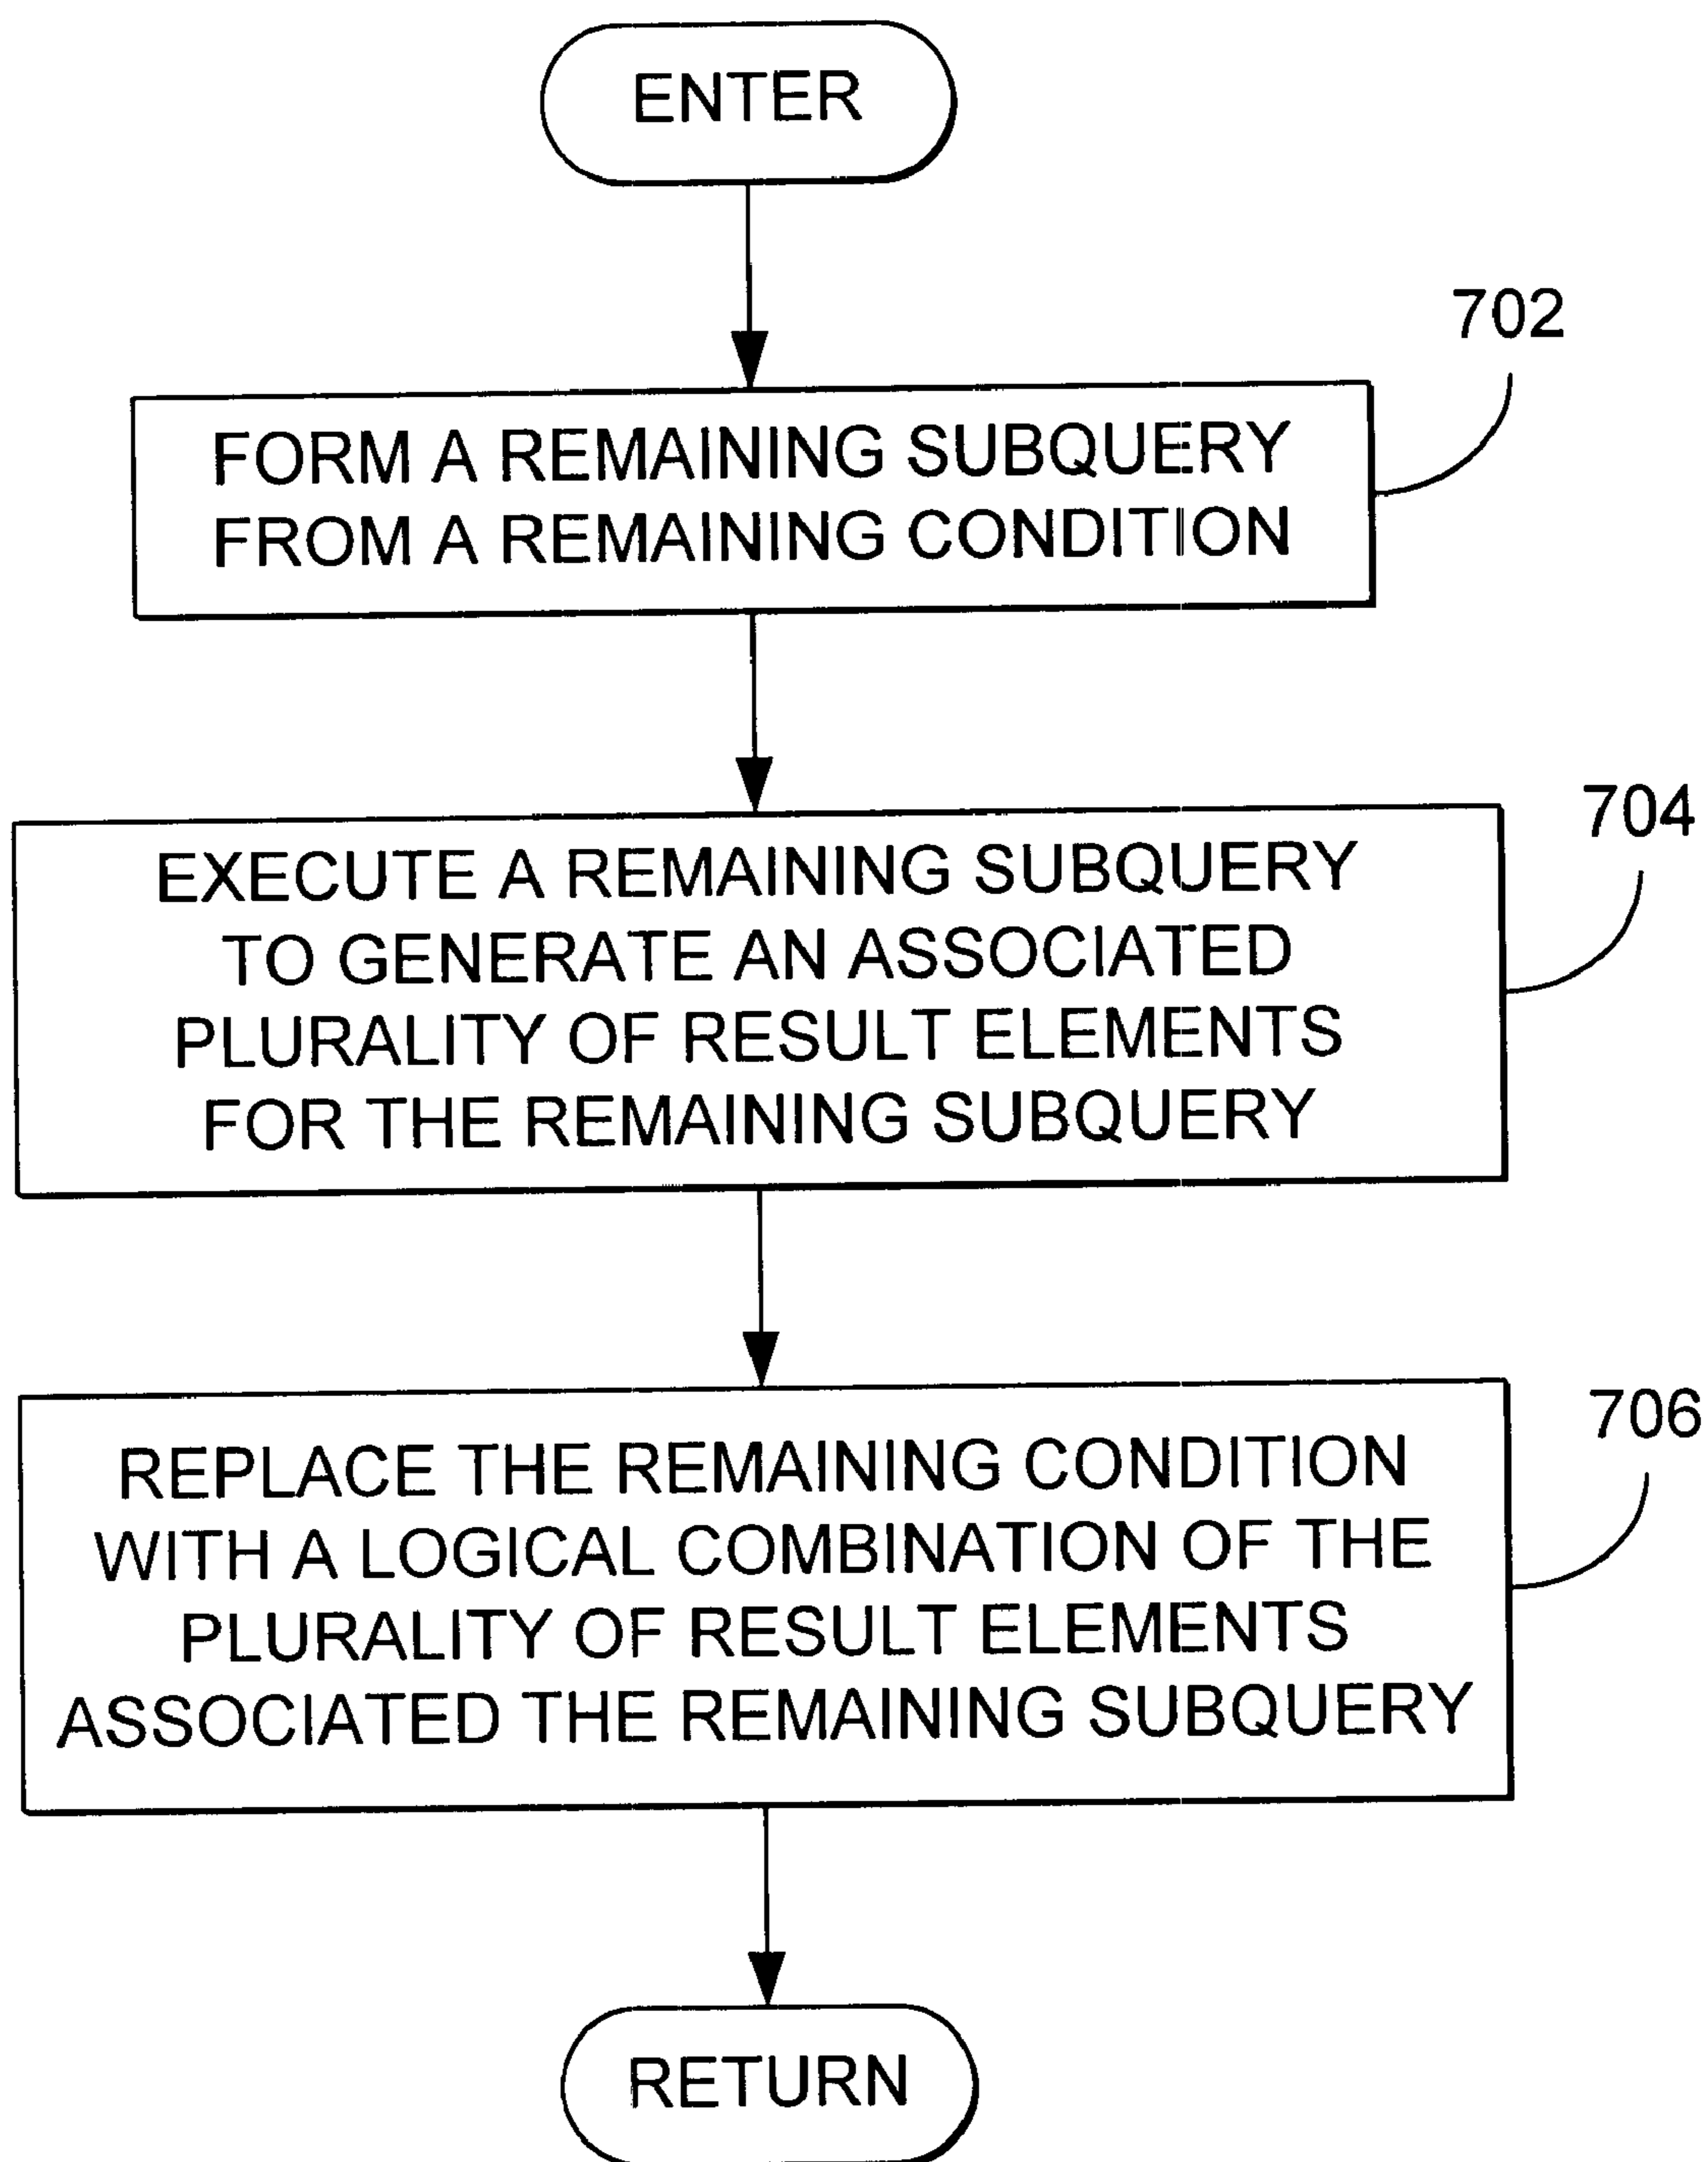 ENTER
702
FORM A REMAINING SUBQUERY
FROM A REMAINING CONDITION
704
EXECUTE A REMAINING SUBQUERY
TO GENERATE AN ASSOCIATED
PLURALITY OF RESULT ELEMENTS
FOR THE REMAINING SUBQUERY
706
REPLACE THE REMAINING CONDITION
WITH A LOGICAL COMBINATION OF THE
PLURALITY OF RESULT ELEMENTS
ASSOCIATED THE REMAINING SUBQUERY
RETURN